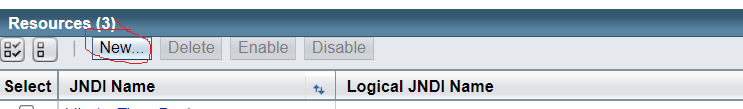 Resources (3)
New... Delete Enable Disable
Select JNDI Name Logical JNDI Name